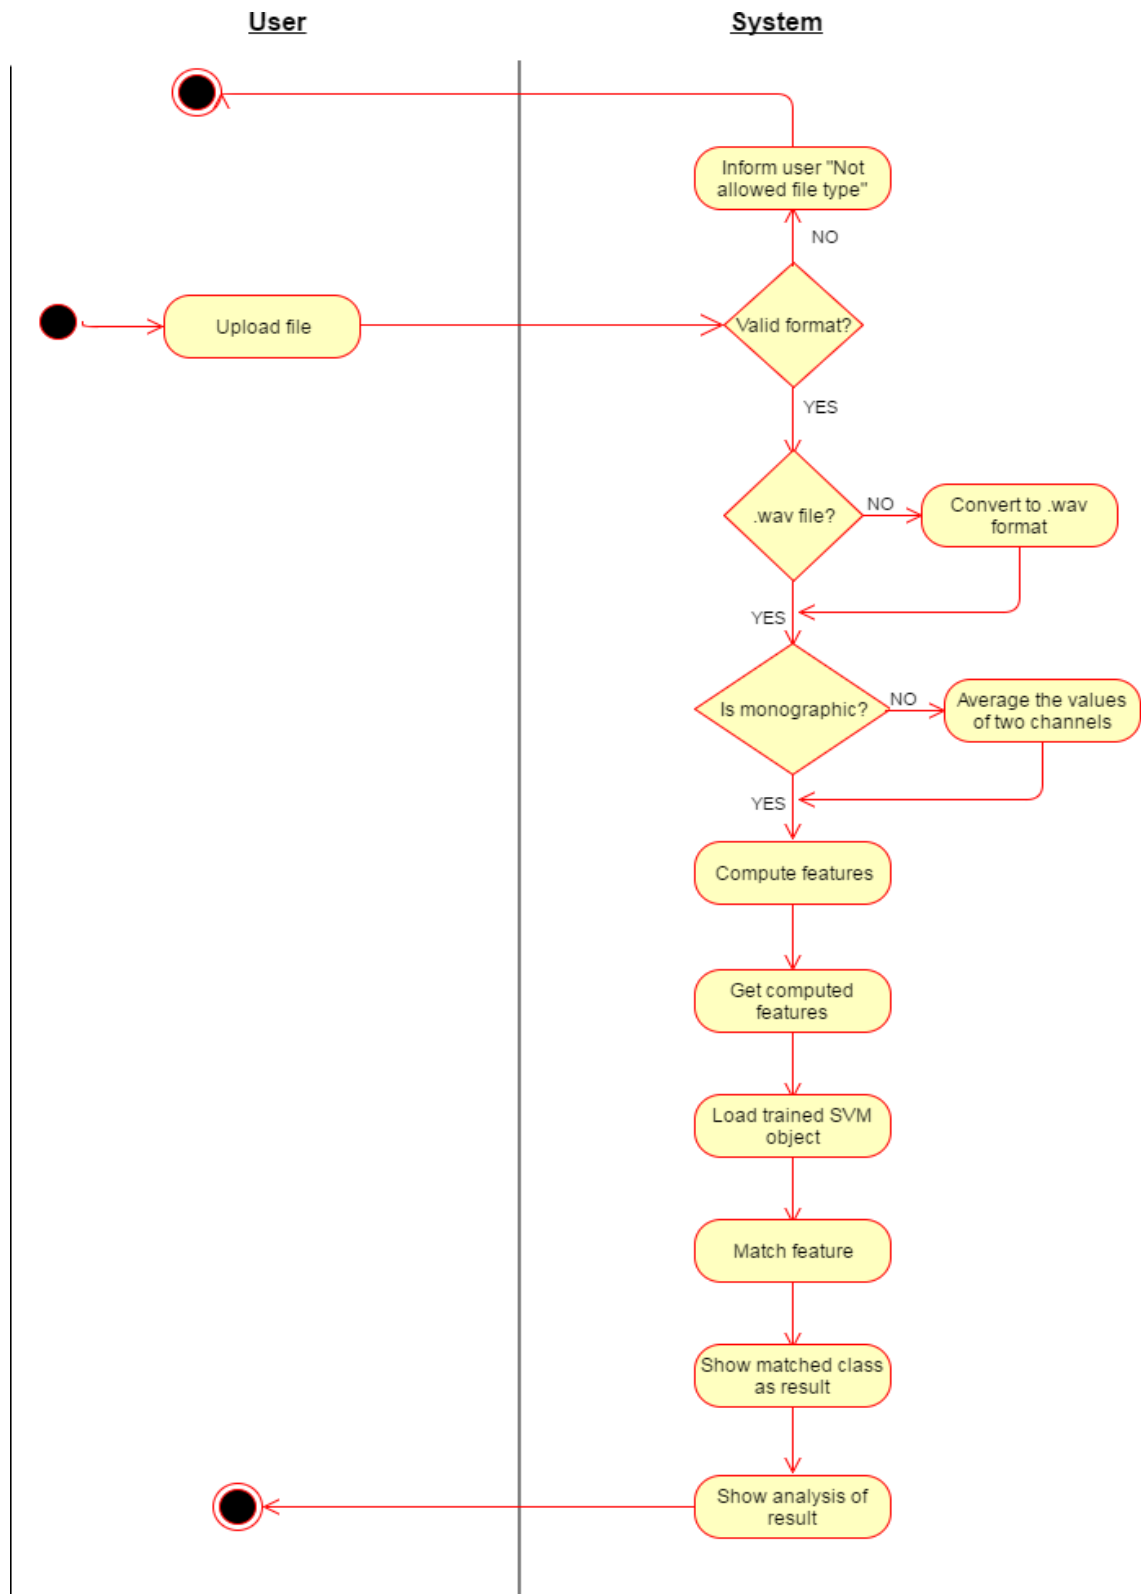 User
System
Inform user "Not
allowed file type"
NO
Upload file
Valid format?
YES
.wav file?
NO
Convert to .wav
format
YES
Is monographic?
NO
Average the values
of two channels
YES
Compute features
Get computed
features
Load trained SVM
object
Match feature
Show matched class
as result
Show analysis of
result